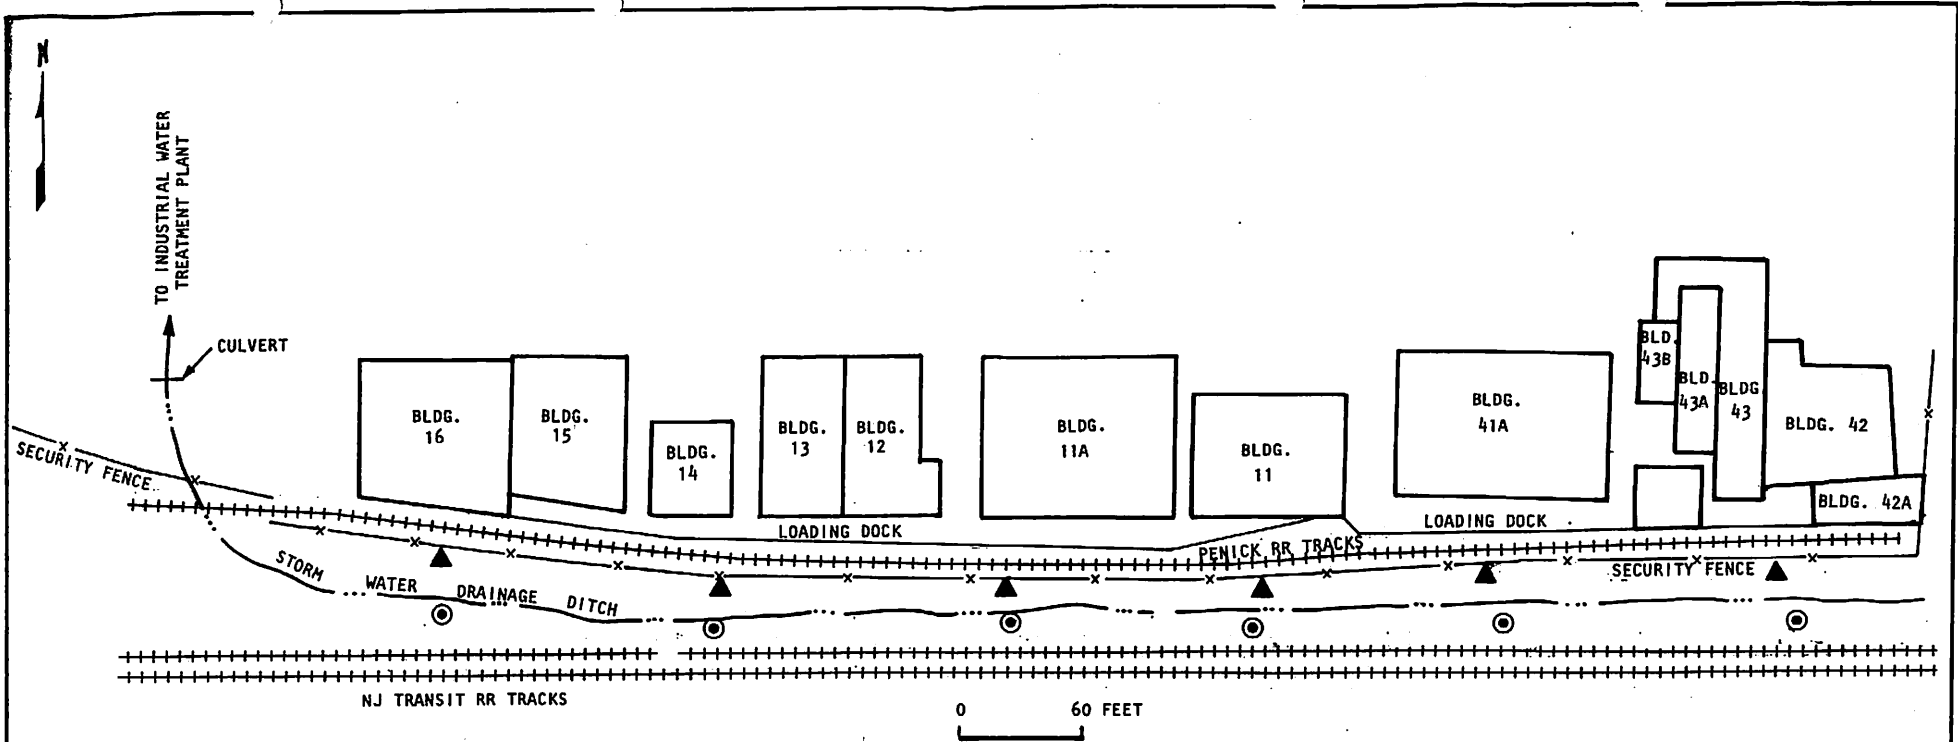 N
TO INDUSTRIAL WATER
TREATMENT PLANT
CULVERT
SECURITY FENCE
BLDG.
16
BLDG.
15
BLDG.
14
BLDG.
13
BLDG.
12
BLDG.
11A
BLDG.
11
BLDG.
41A
BLD.
43B
BLD.
43A
BLDG
43
BLDG. 42
BLDG. 42A
LOADING DOCK
LOADING DOCK
PENICK RR TRACKS
SECURITY FENCE
STORM WATER DRAINAGE DITCH
NJ TRANSIT RR TRACKS
0 60 FEET